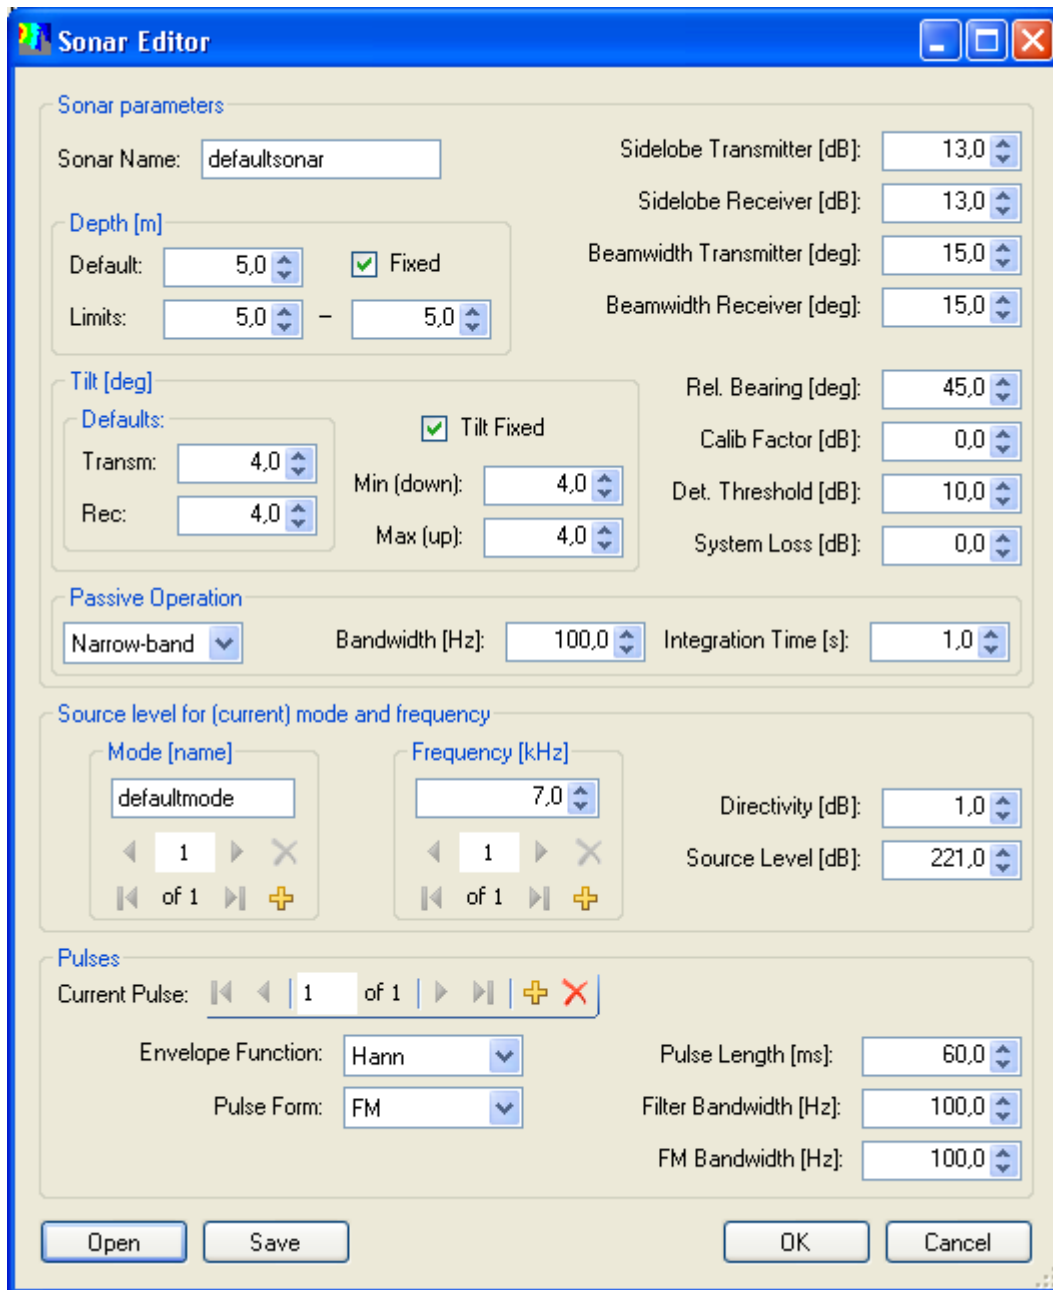 Sonar Editor
Sonar parameters
Sonar Name: defaultsonar
Sidelobe Transmitter [dB]: 13,0
Sidelobe Receiver [dB]: 13,0
Depth [m]
Default: 5,0 Fixed
Beamwidth Transmitter [deg]: 15,0
Limits: 5,0 – 5,0
Beamwidth Receiver [deg]: 15,0
Tilt [deg]
Defaults:
Transm: 4,0
Rec: 4,0
Tilt Fixed
Min (down): 4,0
Max (up): 4,0
Rel. Bearing [deg]: 45,0
Calib Factor [dB]: 0,0
Det. Threshold [dB]: 10,0
System Loss [dB]: 0,0
Passive Operation
Narrow-band Bandwidth [Hz]: 100,0 Integration Time [s]: 1,0
Source level for (current) mode and frequency
Mode [name]
defaultmode
1
of 1
Frequency [kHz]
7,0
1
of 1
Directivity [dB]: 1,0
Source Level [dB]: 221,0
Pulses
Current Pulse: 1 of 1
Envelope Function: Hann
Pulse Form: FM
Pulse Length [ms]: 60,0
Filter Bandwidth [Hz]: 100,0
FM Bandwidth [Hz]: 100,0
Open Save OK Cancel